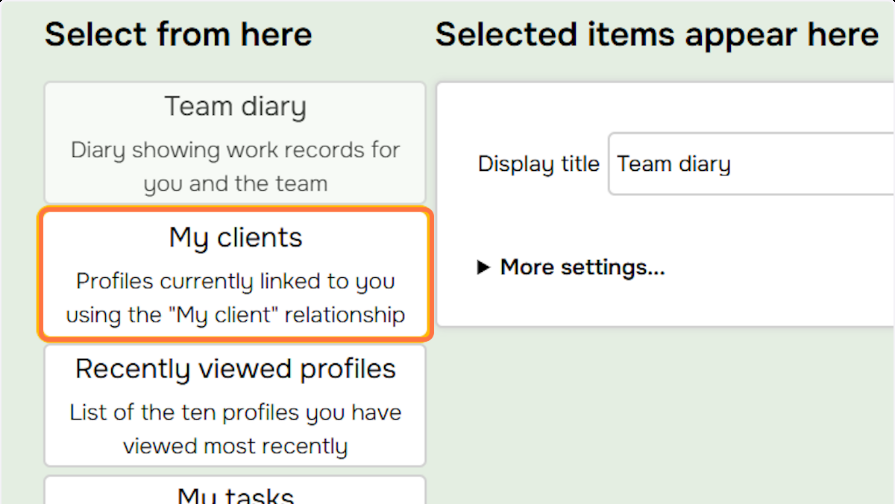 Select from here
Selected items appear here
Team diary
Diary showing work records for
you and the team
Display title
Team diary
My clients
Profiles currently linked to you
using the "My client" relationship
▶ More settings...
Recently viewed profiles
List of the ten profiles you have
viewed most recently
My tasks